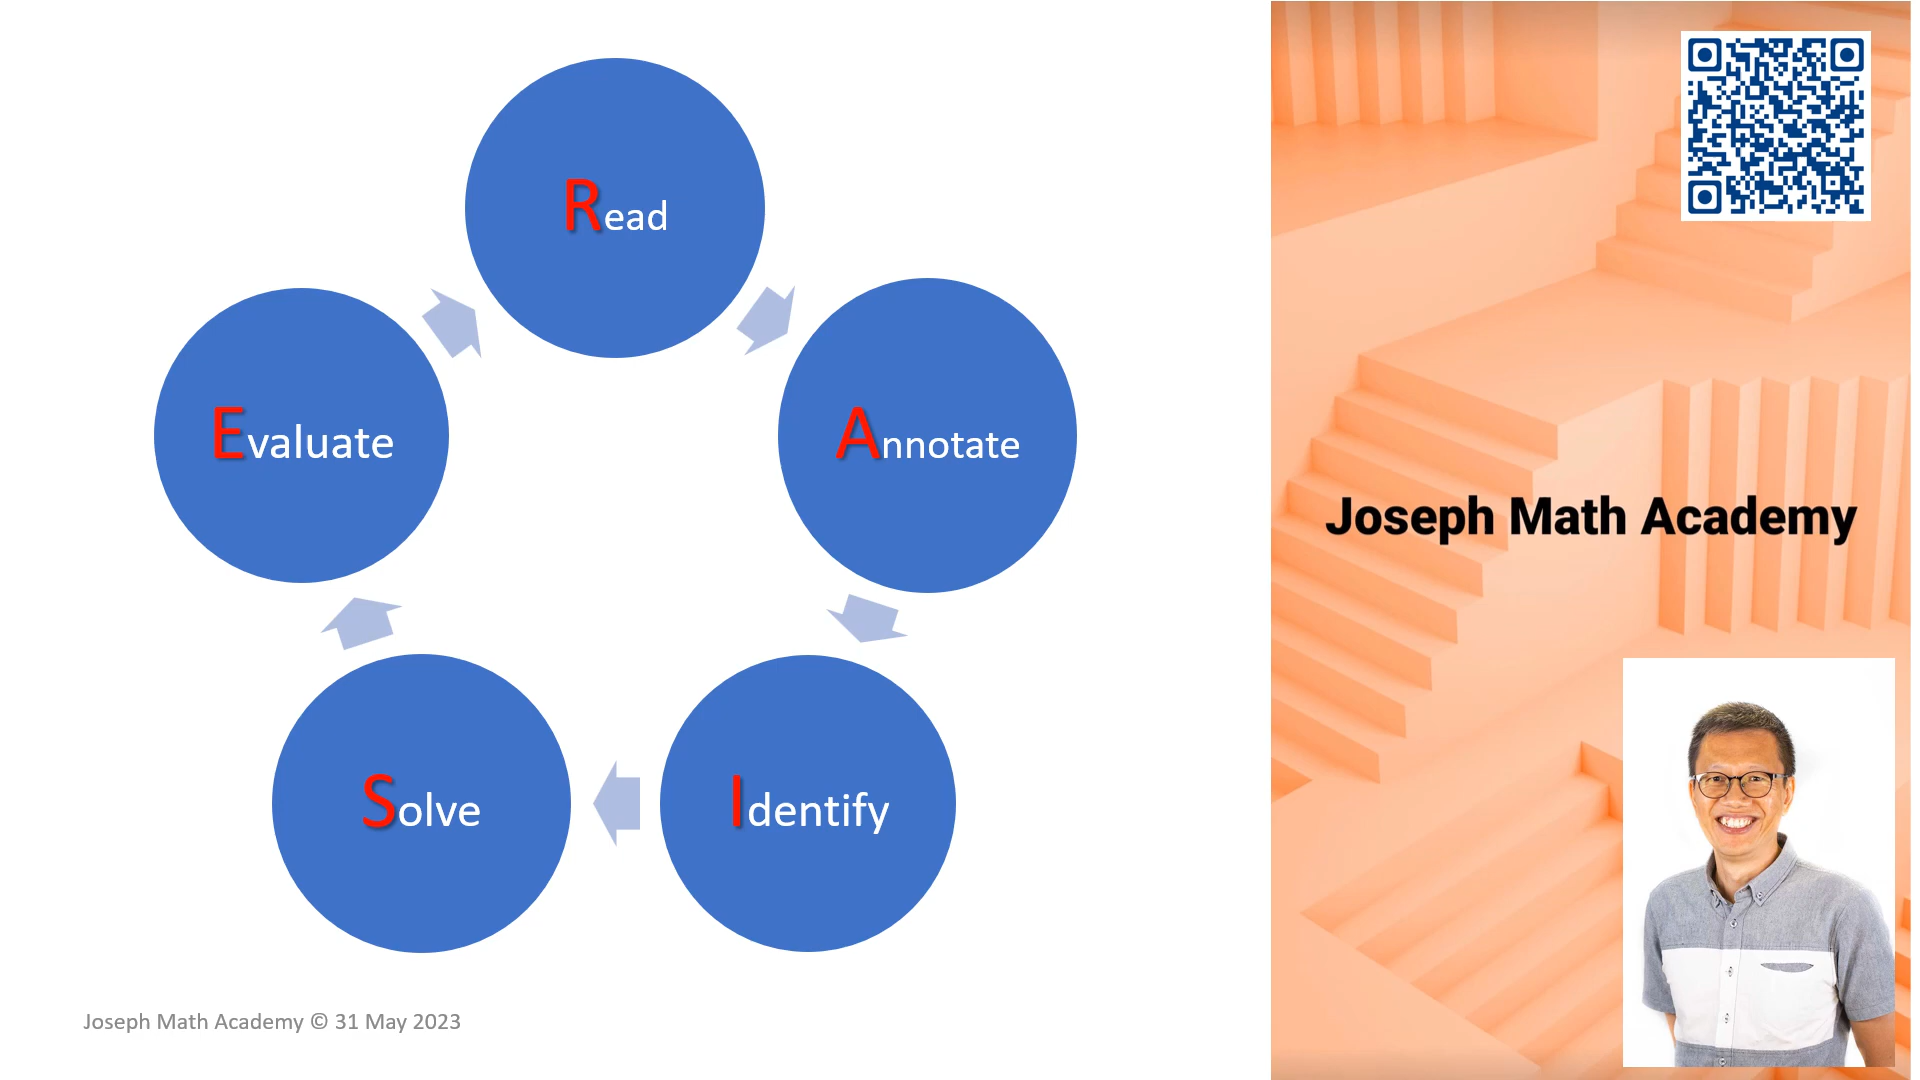 Read
Annotate
Identify
Solve
Evaluate
Joseph Math Academy
Joseph Math Academy © 31 May 2023